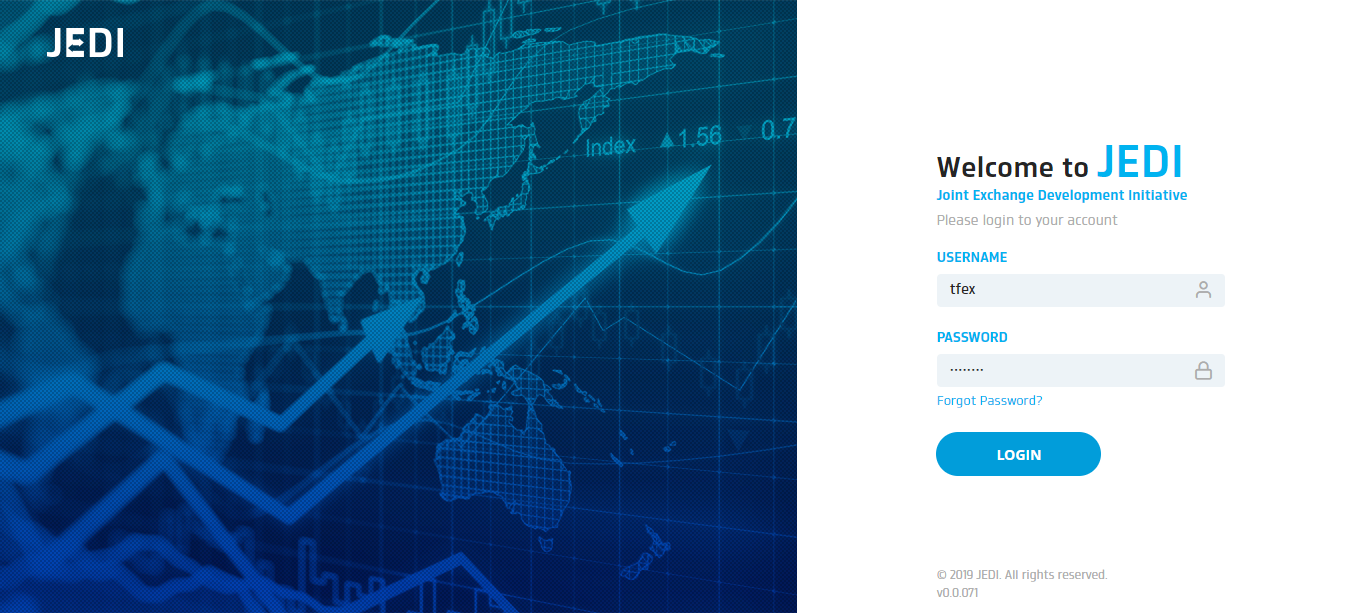 JEDI
Index ▲1.56 ▼ 0.7
Welcome to JEDI
Joint Exchange Development Initiative
Please login to your account
USERNAME
tfex
PASSWORD
········
Forgot Password?
LOGIN
© 2019 JEDI. All rights reserved.
v0.0.071